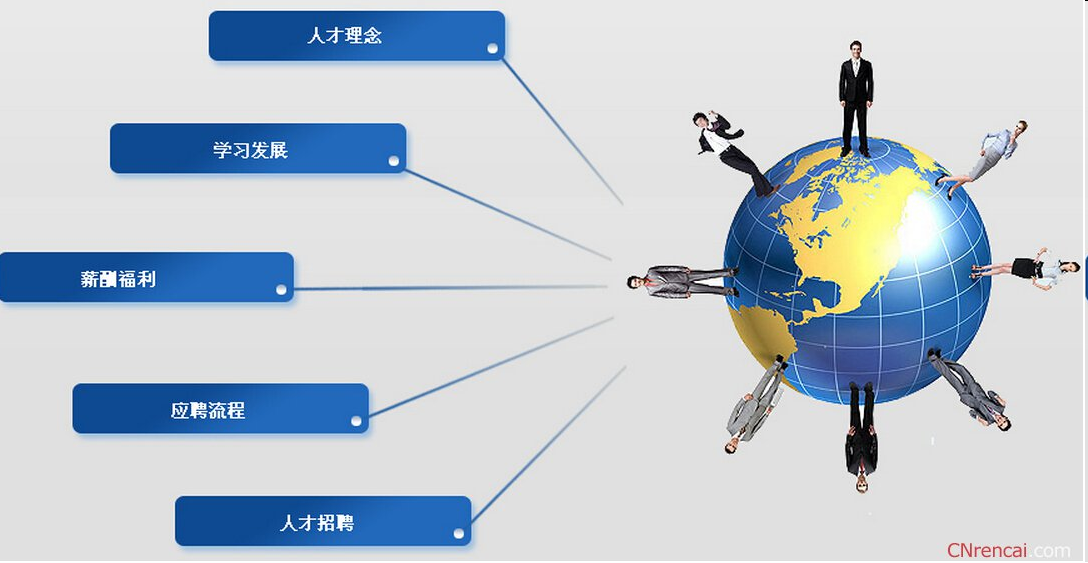 人才理念
学习发展
薪酬福利
应聘流程
人才招聘
CNrencai.com